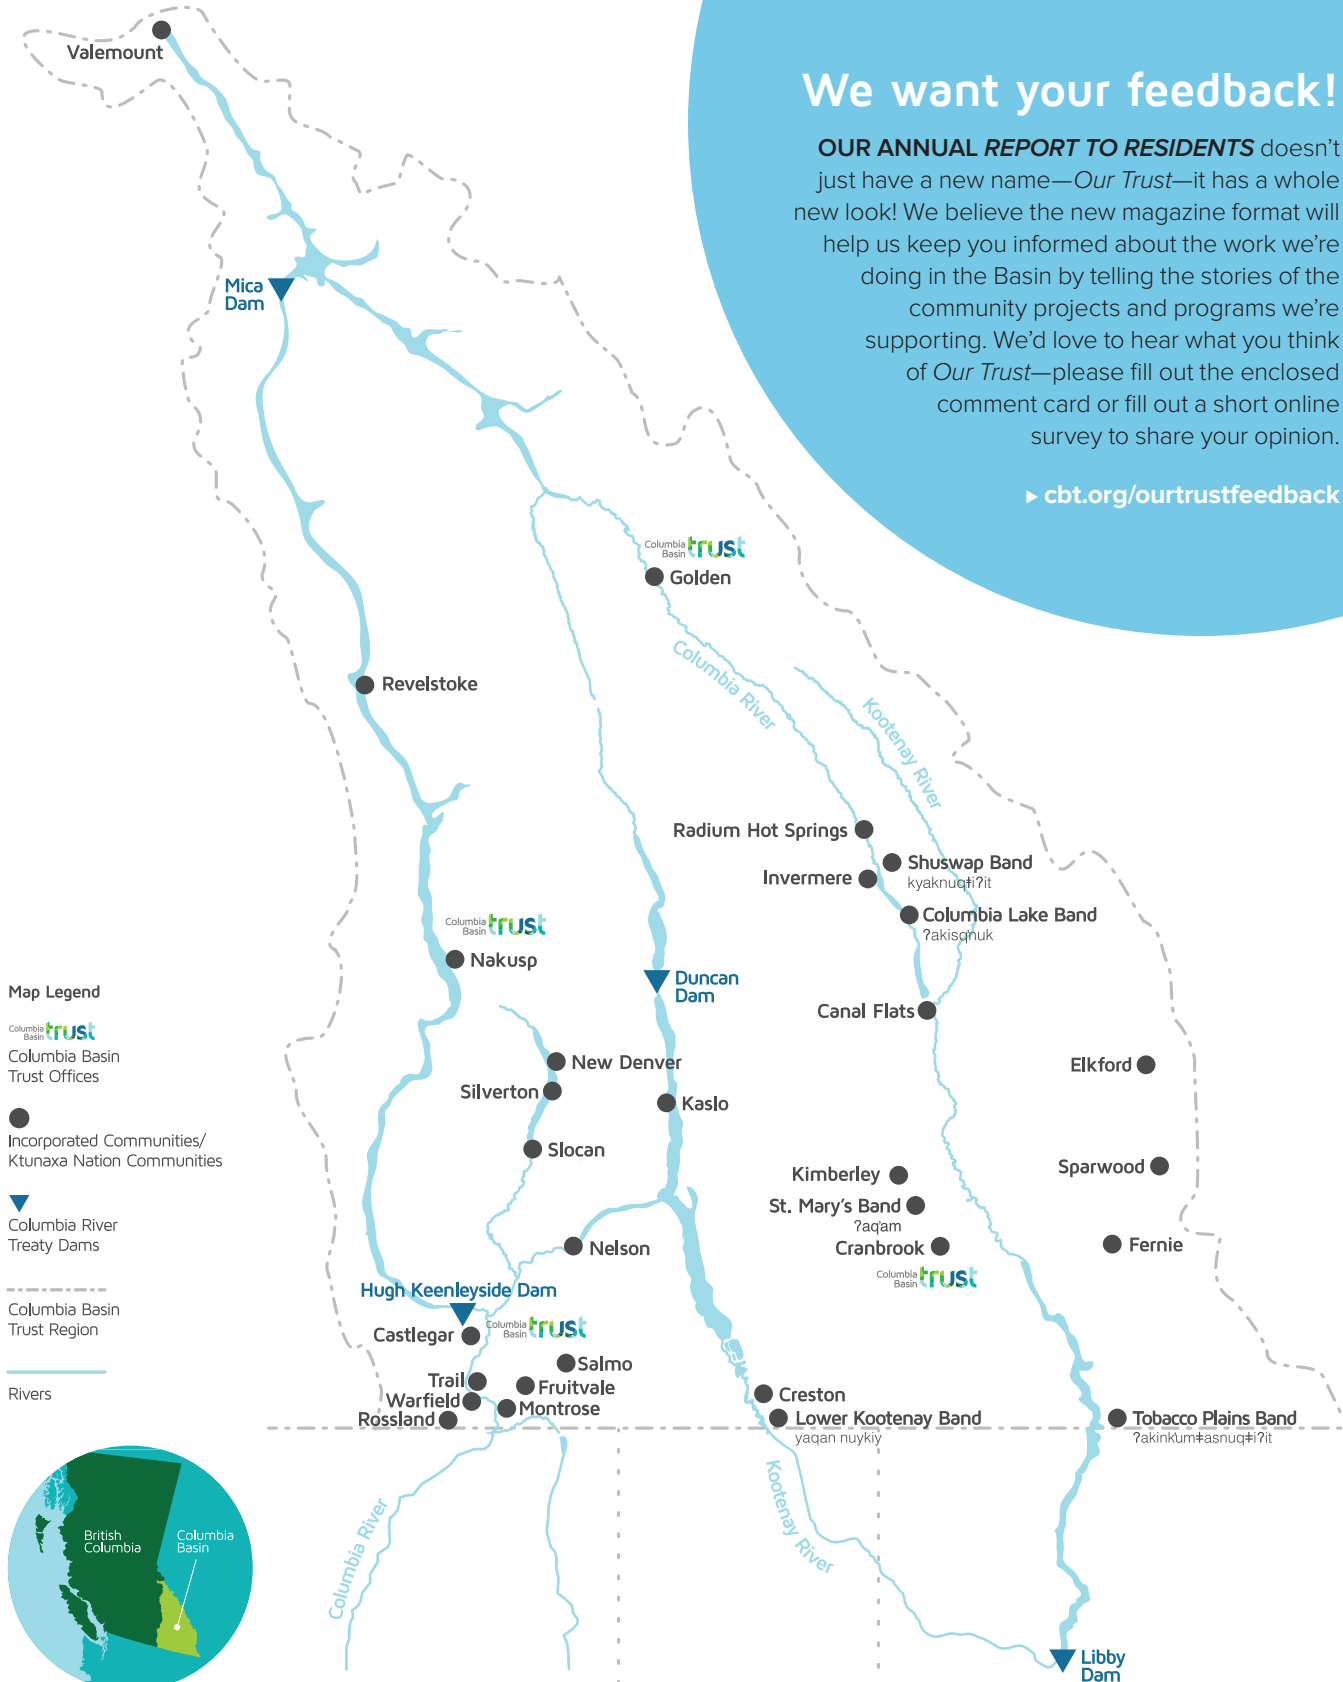 We want your feedback!
OUR ANNUAL REPORT TO RESIDENTS doesn't
just have a new name—Our Trust—it has a whole
new look! We believe the new magazine format will
help us keep you informed about the work we're
doing in the Basin by telling the stories of the
community projects and programs we're
supporting. We'd love to hear what you think
of Our Trust—please fill out the enclosed
comment card or fill out a short online
survey to share your opinion.
▸ cbt.org/ourtrustfeedback
Valemount
Mica
Dam
Columbia
Basin trust
Golden
Columbia River
Kootenay River
Revelstoke
Radium Hot Springs
Shuswap Band
kyaknuqǂiʔit
Invermere
Columbia Lake Band
ʔakisq̓nuk
Columbia
Basin trust
Nakusp
Duncan
Dam
Canal Flats
New Denver
Elkford
Silverton
Kaslo
Slocan
Kimberley
Sparwood
St. Mary's Band
ʔaq̓am
Nelson
Cranbrook
Columbia
Basin trust
Fernie
Hugh Keenleyside Dam
Castlegar
Columbia
Basin trust
Salmo
Trail
Fruitvale
Warfield
Montrose
Rossland
Creston
Lower Kootenay Band
yaqan nuykiy
Tobacco Plains Band
ʔakink̓umǂasnuqǂiʔit
Columbia River
Kootenay River
Libby
Dam
Map Legend
Columbia
Basin trust
Columbia Basin
Trust Offices
Incorporated Communities/
Ktunaxa Nation Communities
Columbia River
Treaty Dams
Columbia Basin
Trust Region
Rivers
British
Columbia
Columbia
Basin